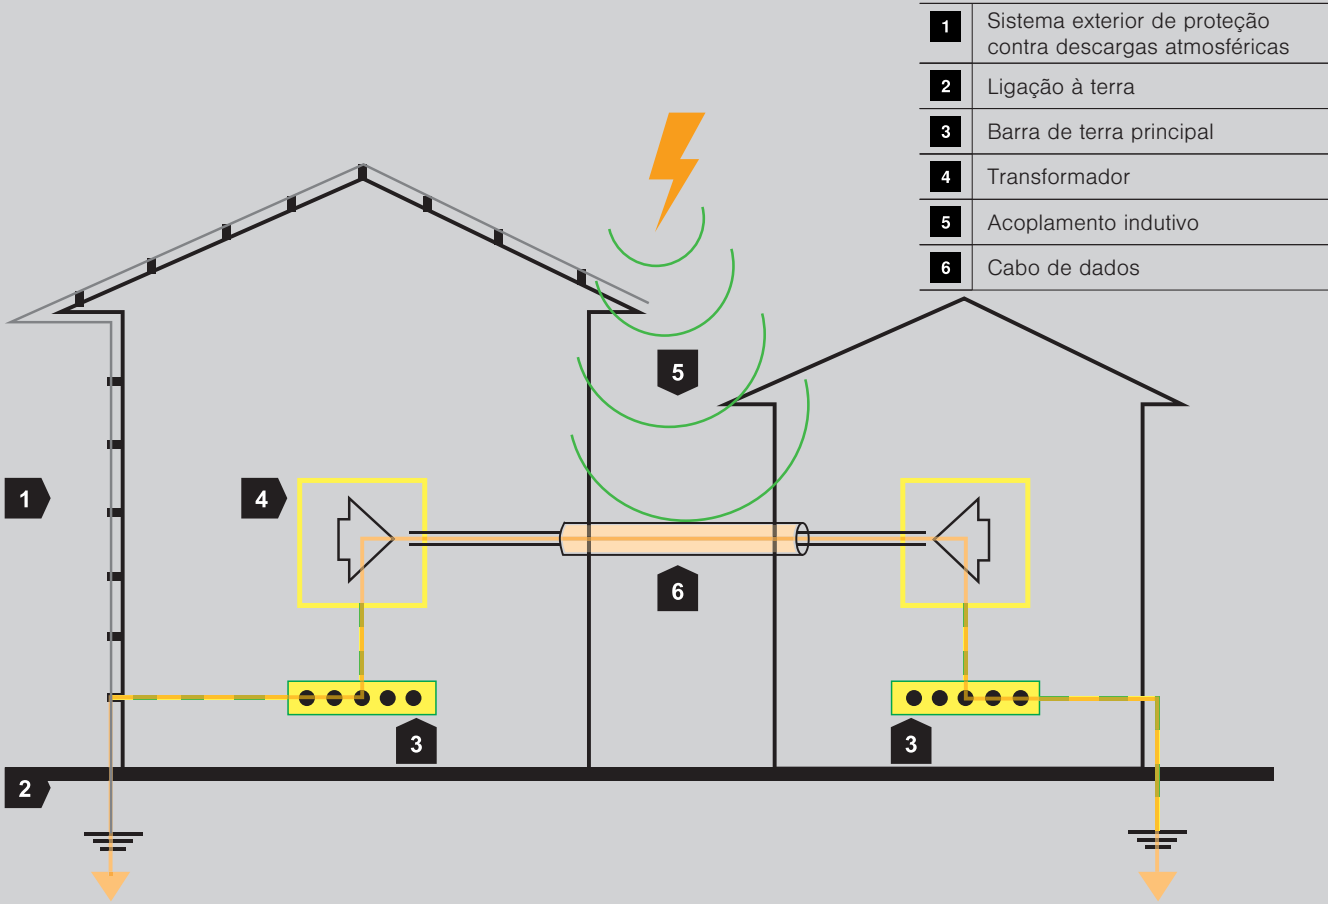 1 Sistema exterior de proteção
contra descargas atmosféricas
2 Ligação à terra
3 Barra de terra principal
4 Transformador
5 Acoplamento indutivo
6 Cabo de dados
5
1
4
6
3
3
2